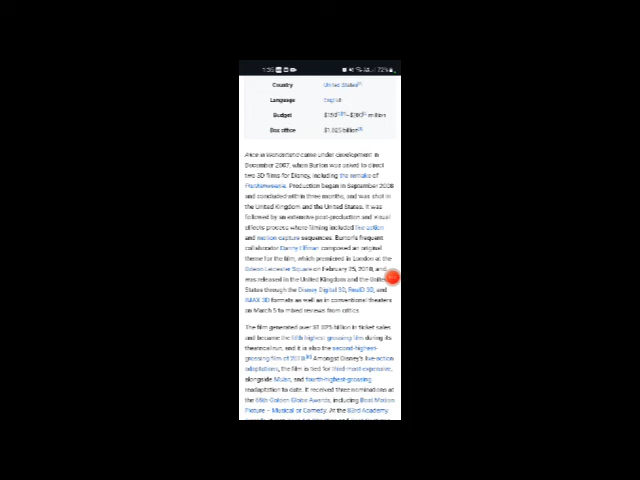 1:35
72%
Country United States
Language English
Budget $150 –$200 million
Box office $1.025 billion
Alice in Wonderland came under development in
December 2007, when Burton was asked to direct
two 3D films for Disney, including the remake of
Frankenweenie. Production began in September 2008
and concluded within three months, and was shot in
the United Kingdom and the United States. It was
followed by an extensive post-production and visual
effects process where filming included live-action
and motion-capture sequences. Burton's frequent
collaborator Danny Elfman composed an original
theme for the film, which premiered in London at the
Odeon Leicester Square on February 25, 2010, and
was released in the United Kingdom and the United
States through the Disney Digital 3D, RealD 3D, and
IMAX 3D formats as well as in conventional theaters
on March 5 to mixed reviews from critics
The film generated over $1.025 billion in ticket sales
and became the fifth highest grossing film during its
theatrical run, and it is also the second-highest-
grossing film of 2010. Amongst Disney's live-action
adaptations, the film is tied for third most-expensive,
alongside Mulan, and fourth-highest-grossing
readaptation to date. It received three nominations at
the 68th Golden Globe Awards, including Best Motion
Picture – Musical or Comedy. At the 83rd Academy